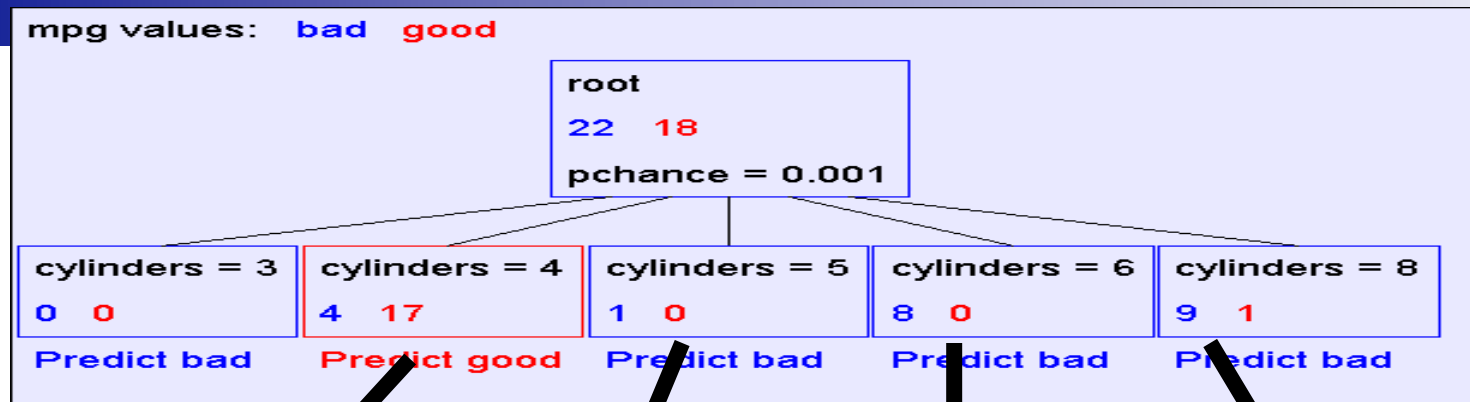 mpg values: bad good
root
22 18
pchance = 0.001
cylinders = 3 cylinders = 4 cylinders = 5 cylinders = 6 cylinders = 8
0 0 4 17 1 0 8 0 9 1
Predict bad Predict good Predict bad Predict bad Predict bad